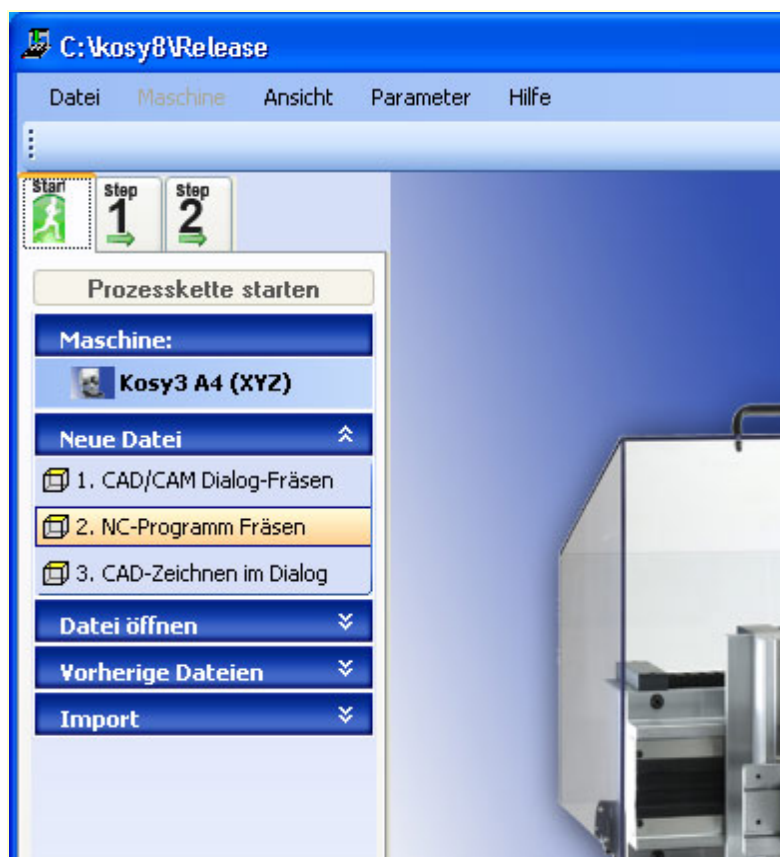 C:\kosy8\Release
Datei Maschine Ansicht Parameter Hilfe
Start Step 1 Step 2
Prozesskette starten
Maschine:
Kosy3 A4 (XYZ)
Neue Datei
1. CAD/CAM Dialog-Fräsen
2. NC-Programm Fräsen
3. CAD-Zeichnen im Dialog
Datei öffnen
Vorherige Dateien
Import